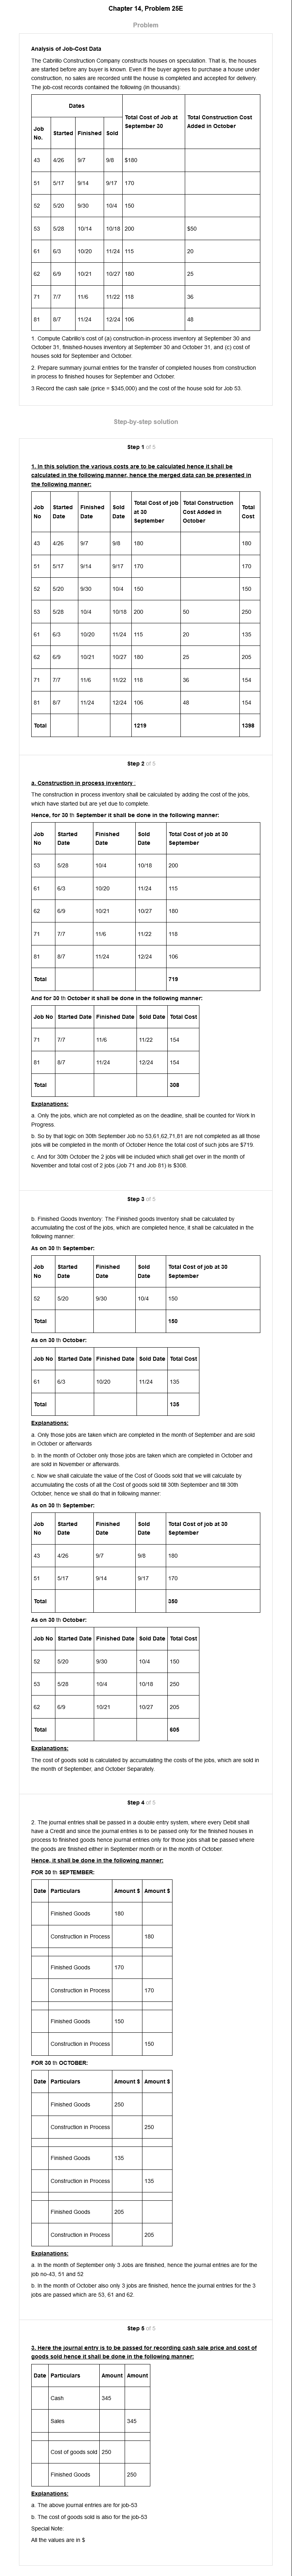 Chapter 14, Problem 25E
Problem
Analysis of Job-Cost Data
The Cabrillo Construction Company constructs houses on speculation. That is, the houses
are started before any buyer is known. Even if the buyer agrees to purchase a house under
construction, no sales are recorded until the house is completed and accepted for delivery.
The job-cost records contained the following (in thousands):
Dates
Total Cost of Job at September 30
Total Construction Cost Added in October
Job No. Started Finished Sold
43 4/26 9/7 9/8 $180
51 5/17 9/14 9/17 170
52 5/20 9/30 10/4 150
53 5/28 10/14 10/18 200 $50
61 6/3 10/20 11/24 115 20
62 6/9 10/21 10/27 180 25
71 7/7 11/6 11/22 118 36
81 8/7 11/24 12/24 106 48
1. Compute Cabrillo's cost of (a) construction-in-process inventory at September 30 and
October 31, finished-houses inventory at September 30 and October 31, and (c) cost of
houses sold for September and October.
2. Prepare summary journal entries for the transfer of completed houses from construction
in process to finished houses for September and October.
3 Record the cash sale (price = $345,000) and the cost of the house sold for Job 53.
Step-by-step solution
Step 1 of 5
1. In this solution the various costs are to be calculated hence it shall be
calculated in the following manner, hence the merged data can be presented in
the following manner:
Job No Started Date Finished Date Sold Date Total Cost of job at 30 September Total Construction Cost Added in October Total Cost
43 4/26 9/7 9/8 180 180
51 5/17 9/14 9/17 170 170
52 5/20 9/30 10/4 150 150
53 5/28 10/4 10/18 200 50 250
61 6/3 10/20 11/24 115 20 135
62 6/9 10/21 10/27 180 25 205
71 7/7 11/6 11/22 118 36 154
81 8/7 11/24 12/24 106 48 154
Total 1219 1398
Step 2 of 5
a. Construction in process inventory :
The construction in process inventory shall be calculated by adding the cost of the jobs,
which have started but are yet due to complete.
Hence, for 30 th September it shall be done in the following manner:
Job No Started Date Finished Date Sold Date Total Cost of job at 30 September
53 5/28 10/4 10/18 200
61 6/3 10/20 11/24 115
62 6/9 10/21 10/27 180
71 7/7 11/6 11/22 118
81 8/7 11/24 12/24 106
Total 719
And for 30 th October it shall be done in the following manner:
Job No Started Date Finished Date Sold Date Total Cost
71 7/7 11/6 11/22 154
81 8/7 11/24 12/24 154
Total 308
Explanations:
a. Only the jobs, which are not completed as on the deadline, shall be counted for Work In
Progress.
b. So by that logic on 30th September Job no 53,61,62,71,81 are not completed as all those
jobs will be completed in the month of October Hence the total cost of such jobs are $719.
c. And for 30th October the 2 jobs will be included which shall get over in the month of
November and total cost of 2 jobs (Job 71 and Job 81) is $308.
Step 3 of 5
b. Finished Goods Inventory: The Finished goods Inventory shall be calculated by
accumulating the cost of the jobs, which are completed hence, it shall be calculated in the
following manner:
As on 30 th September:
Job No Started Date Finished Date Sold Date Total Cost of job at 30 September
52 5/20 9/30 10/4 150
Total 150
As on 30 th October:
Job No Started Date Finished Date Sold Date Total Cost
61 6/3 10/20 11/24 135
Total 135
Explanations:
a. Only those jobs are taken which are completed in the month of September and are sold
in October or afterwards
b. In the month of October only those jobs are taken which are completed in October and
are sold in November or afterwards.
c. Now we shall calculate the value of the Cost of Goods sold that we will calculate by
accumulating the costs of all the Cost of goods sold till 30th September and till 30th
October, hence we shall do that in following manner:
As on 30 th September:
Job No Started Date Finished Date Sold Date Total Cost of job at 30 September
43 4/26 9/7 9/8 180
51 5/17 9/14 9/17 170
Total 350
As on 30 th October:
Job No Started Date Finished Date Sold Date Total Cost
52 5/20 9/30 10/4 150
53 5/28 10/4 10/18 250
62 6/9 10/21 10/27 205
Total 605
Explanations:
The cost of goods sold is calculated by accumulating the costs of the jobs, which are sold in
the month of September, and October Separately.
Step 4 of 5
2. The journal entries shall be passed in a double entry system, where every Debit shall
have a Credit and since the journal entries is to be passed only for the finished houses in
process to finished goods hence journal entries only for those jobs shall be passed where
the goods are finished either in September month or in the month of October.
Hence, it shall be done in the following manner:
FOR 30 th SEPTEMBER:
Date Particulars Amount $ Amount $
Finished Goods 180
Construction in Process 180
Finished Goods 170
Construction in Process 170
Finished Goods 150
Construction in Process 150
FOR 30 th OCTOBER:
Date Particulars Amount $ Amount $
Finished Goods 250
Construction in Process 250
Finished Goods 135
Construction in Process 135
Finished Goods 205
Construction in Process 205
Explanations:
a. In the month of September only 3 Jobs are finished, hence the journal entries are for the
job no-43, 51 and 52
b. In the month of October also only 3 jobs are finished, hence the journal entries for the 3
jobs are passed which are 53, 61 and 62.
Step 5 of 5
3. Here the journal entry is to be passed for recording cash sale price and cost of
goods sold hence it shall be done in the following manner:
Date Particulars Amount Amount
Cash 345
Sales 345
Cost of goods sold 250
Finished Goods 250
Explanations:
a. The above journal entries are for job-53
b. The cost of goods sold is also for the job-53
Special Note:
All the values are in $